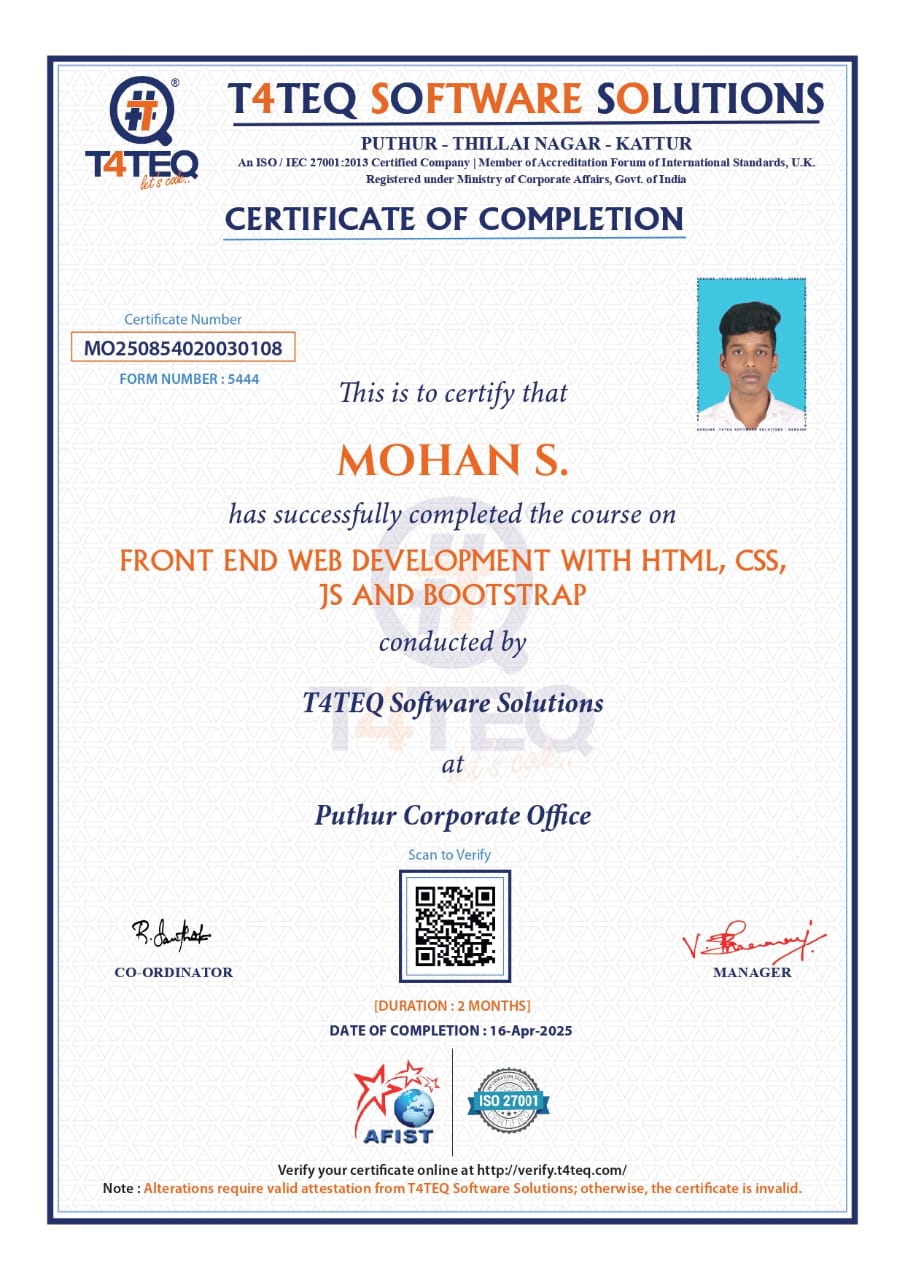 T4TEQ SOFTWARE SOLUTIONS
PUTHUR - THILLAI NAGAR - KATTUR
An ISO / IEC 27001:2013 Certified Company | Member of Accreditation Forum of International Standards, U.K.
Registered under Ministry of Corporate Affairs, Govt. of India
®
T4TEQ
let's code..
CERTIFICATE OF COMPLETION
Certificate Number
MO250854020030108
FORM NUMBER : 5444
This is to certify that
MOHAN S.
has successfully completed the course on
FRONT END WEB DEVELOPMENT WITH HTML, CSS,
JS AND BOOTSTRAP
conducted by
T4TEQ Software Solutions
at
Puthur Corporate Office
T4TEQ
let's code..
Scan to Verify
CO-ORDINATOR
MANAGER
[DURATION : 2 MONTHS]
DATE OF COMPLETION : 16-Apr-2025
AFIST
ISO 27001
Verify your certificate online at http://verify.t4teq.com/
Note : Alterations require valid attestation from T4TEQ Software Solutions; otherwise, the certificate is invalid.